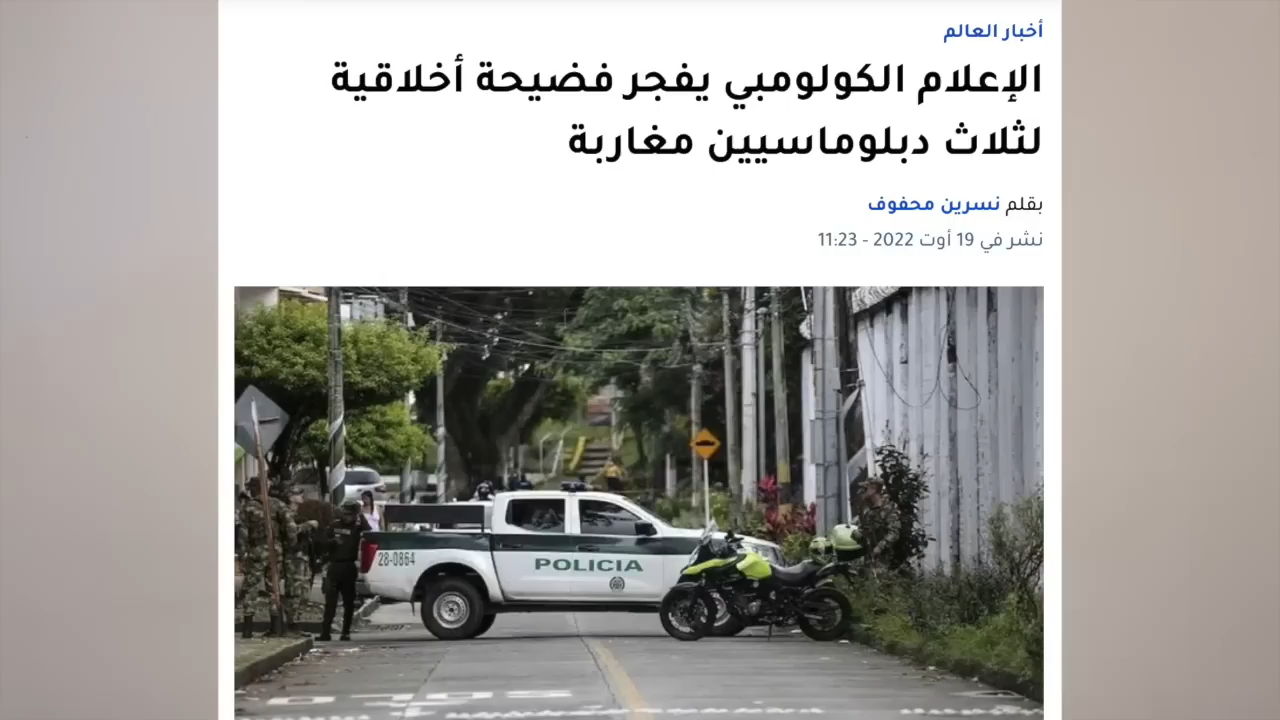 أخبار العالم
الإعلام الكولومبي يفجر فضيحة أخلاقية
لثلاث دبلوماسيين مغاربة
بقلم نسرين محفوف
نشر في 19 أوت 2022 - 11:23
28-0864
POLICIA